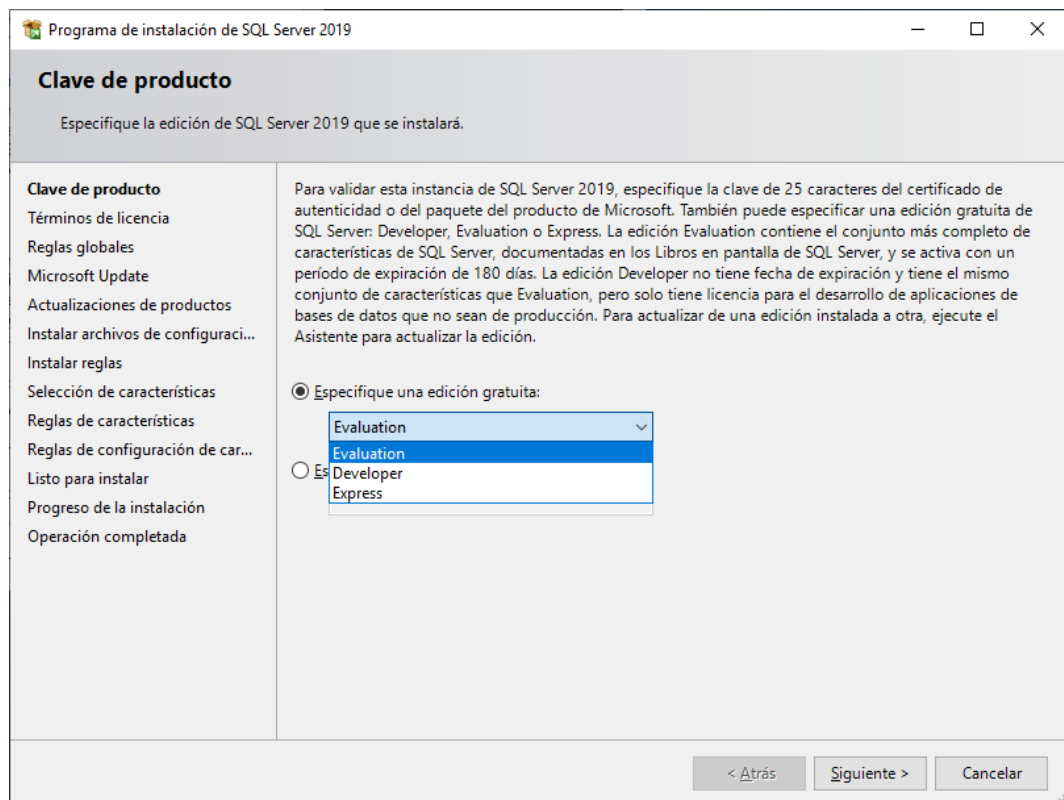 Programa de instalación de SQL Server 2019
Clave de producto
Especifique la edición de SQL Server 2019 que se instalará.
Clave de producto
Términos de licencia
Reglas globales
Microsoft Update
Actualizaciones de productos
Instalar archivos de configuraci...
Instalar reglas
Selección de características
Reglas de características
Reglas de configuración de car...
Listo para instalar
Progreso de la instalación
Operación completada
Para validar esta instancia de SQL Server 2019, especifique la clave de 25 caracteres del certificado de
autenticidad o del paquete del producto de Microsoft. También puede especificar una edición gratuita de
SQL Server: Developer, Evaluation o Express. La edición Evaluation contiene el conjunto más completo de
características de SQL Server, documentadas en los Libros en pantalla de SQL Server, y se activa con un
período de expiración de 180 días. La edición Developer no tiene fecha de expiración y tiene el mismo
conjunto de características que Evaluation, pero solo tiene licencia para el desarrollo de aplicaciones de
bases de datos que no sean de producción. Para actualizar de una edición instalada a otra, ejecute el
Asistente para actualizar la edición.
Especifique una edición gratuita:
Evaluation
Evaluation
Es
Developer
Express
< Atrás
Siguiente >
Cancelar